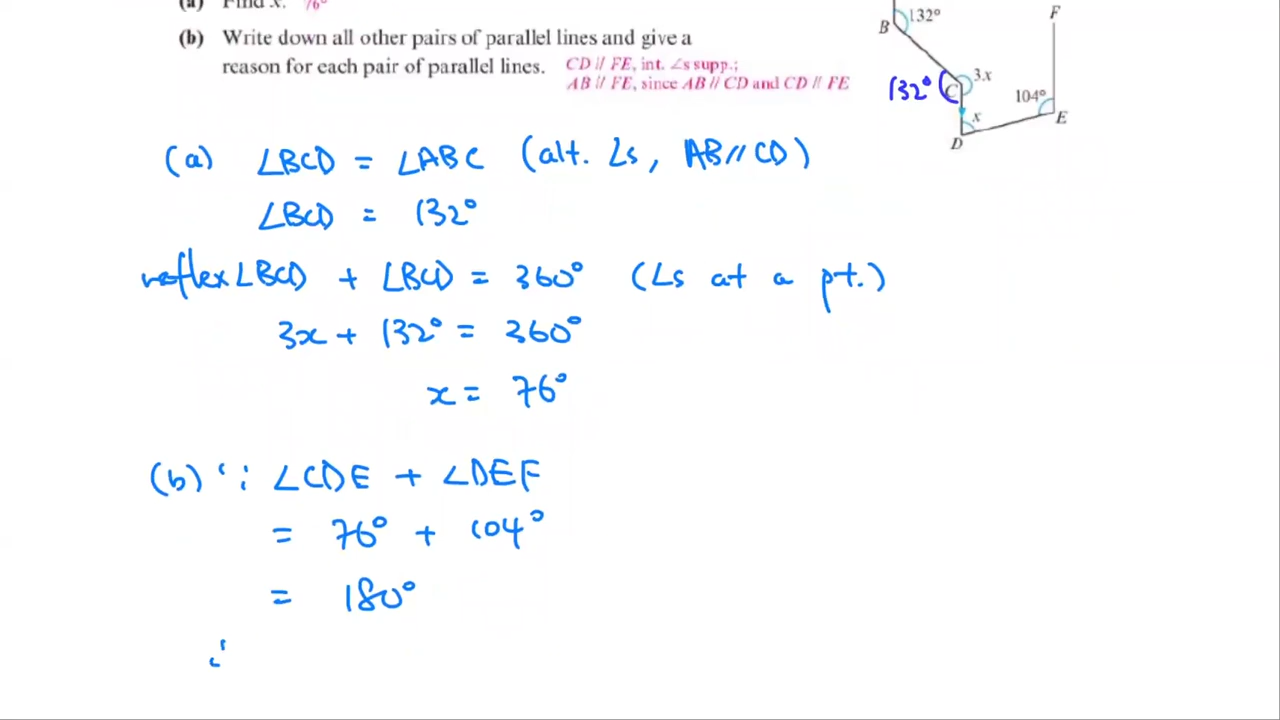 (a) Find x. 76°
(b) Write down all other pairs of parallel lines and give a
reason for each pair of parallel lines. CD // FE, int. ∠s supp.;
AB // FE, since AB // CD and CD // FE
B 132° F
3x
132° C
104°
x E
D
(a) ∠BCD = ∠ABC (alt. ∠s, AB // CD)
∠BCD = 132°
reflex∠BCD + ∠BCD = 360° (∠s at a pt.)
3x + 132° = 360°
x = 76°
(b) ∵ ∠CDE + ∠DEF
= 76° + 104°
= 180°